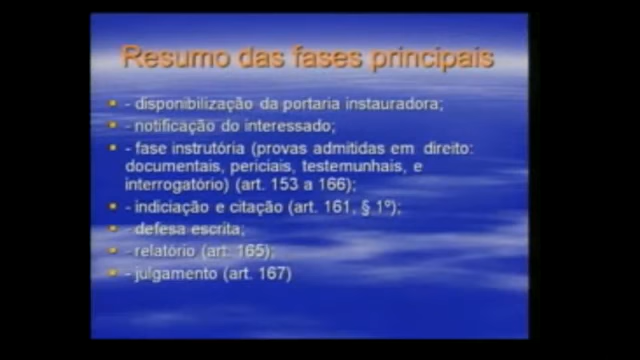 Resumo das fases principais
- disponibilização da portaria instauradora;
- notificação do interessado;
- fase instrutória (provas admitidas em direito:
documentais, periciais, testemunhais, e
interrogatório) (art. 153 a 166);
- indiciação e citação (art. 161, § 1º);
- defesa escrita;
- relatório (art. 165);
- julgamento (art. 167)